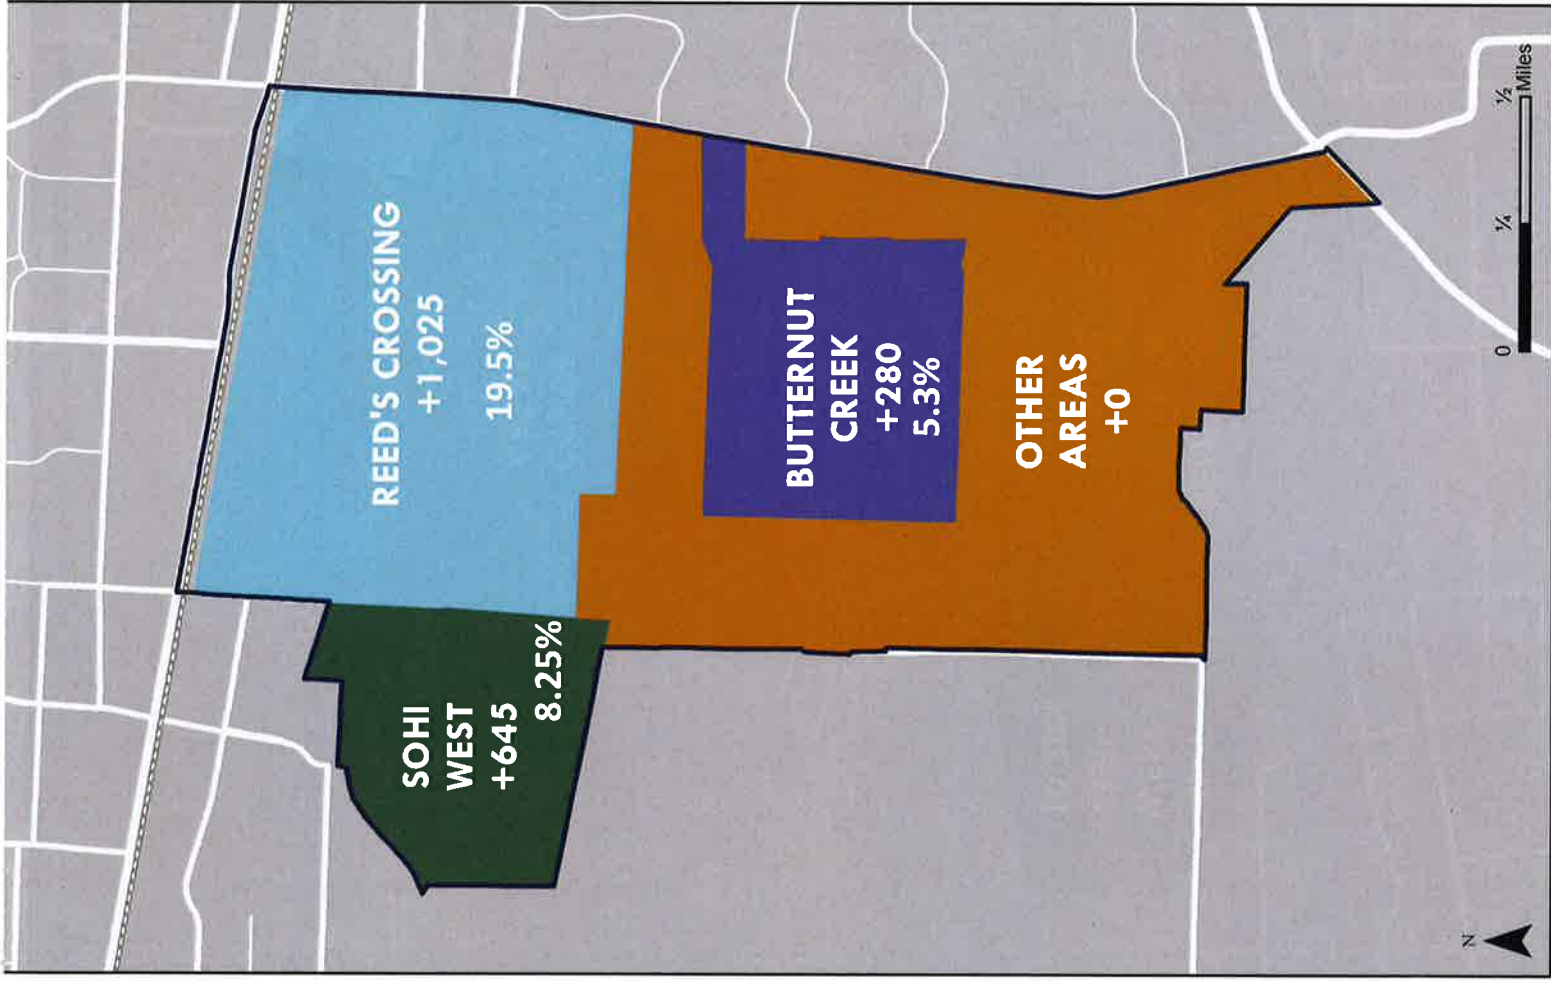 REED'S CROSSING
+1,025
19.5%
SOHI
WEST
+645
8.25%
BUTTERNUT
CREEK
+280
5.3%
OTHER
AREAS
+0
N
0
¼
½
Miles